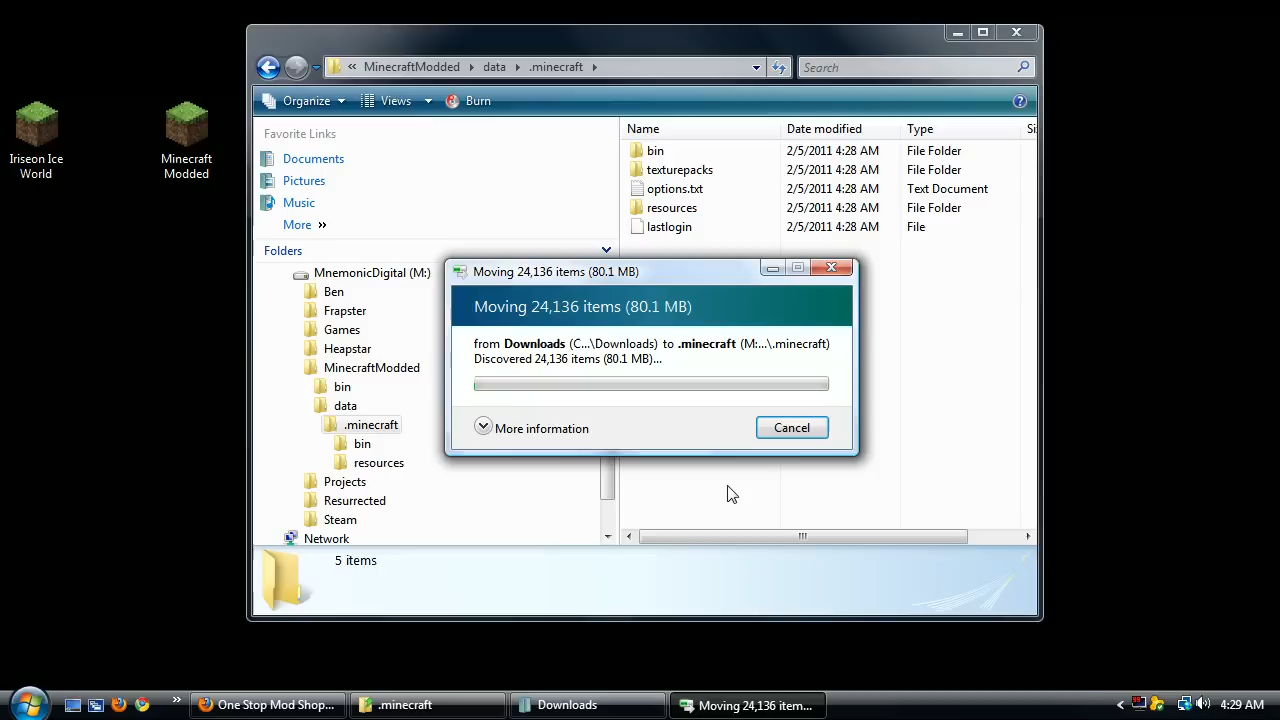 Iriseon Ice World
Minecraft Modded
« MinecraftModded data .minecraft
Search
Organize Views Burn
Favorite Links
Documents
Pictures
Music
More »
Folders
MnemonicDigital (M:)
Ben
Frapster
Games
Heapstar
MinecraftModded
bin
data
.minecraft
bin
resources
Projects
Resurrected
Steam
Network
Name Date modified Type
bin 2/5/2011 4:28 AM File Folder
texturepacks 2/5/2011 4:28 AM File Folder
options.txt 2/5/2011 4:28 AM Text Document
resources 2/5/2011 4:28 AM File Folder
lastlogin 2/5/2011 4:28 AM File
Moving 24,136 items (80.1 MB)
Moving 24,136 items (80.1 MB)
from Downloads (C...\Downloads) to .minecraft (M:...\.minecraft)
Discovered 24,136 items (80.1 MB)...
More information
Cancel
5 items
One Stop Mod Shop... .minecraft Downloads Moving 24,136 item... 4:29 AM